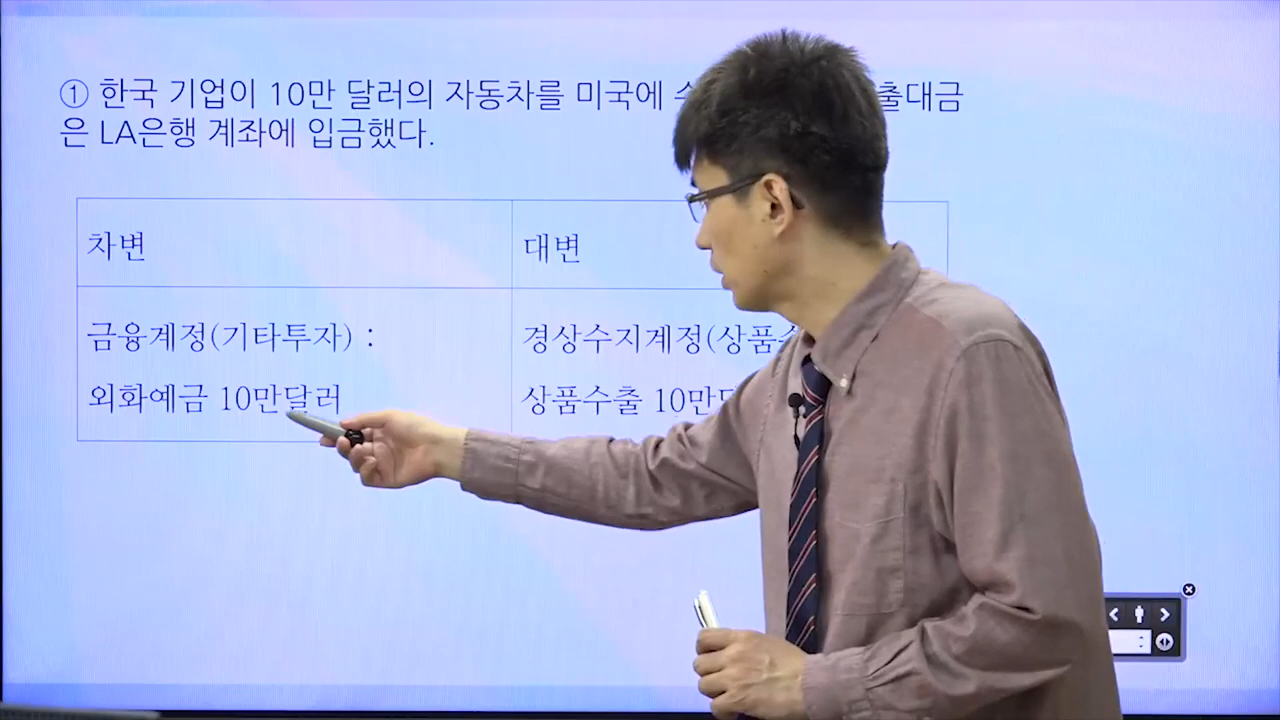 ① 한국 기업이 10만 달러의 자동차를 미국에 출대금
은 LA은행 계좌에 입금했다.
차변
대변
금융계정(기타투자) :
외화예금 10만달러
경상수지계정(상품
상품수출 10만